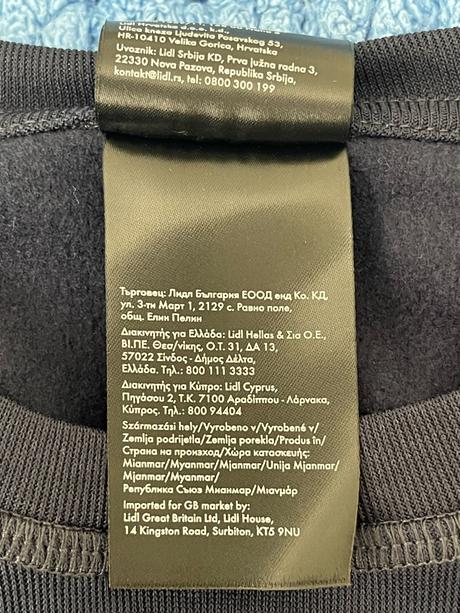 Lidl Hrvatska d.o.o. k.d.,
Ulica kneza Ljudevita Posavskog 53,
HR-10410 Velika Gorica, Hrvatska
Uvoznik: Lidl Srbija KD, Prva južna radna 3,
22330 Nova Pazova, Republika Srbija,
kontakt@lidl.rs, tel: 0800 300 199
Търговец: Лидл България ЕООД енд Ко. КД,
ул. 3-ти Март 1, 2129 с. Равно поле,
общ. Елин Пелин
Διακινητής για Ελλάδα: Lidl Hellas & Σια Ο.Ε.,
ΒΙ.ΠΕ. Θεσ/νίκης, Ο.Τ. 31, ΔΑ 13,
57022 Σίνδος - Δήμος Δέλτα,
Ελλάδα. Τηλ.: 800 111 3333
Διακινητής για Κύπρο: Lidl Cyprus,
Πηγάσου 2, Τ.Κ. 7100 Αραδίππου - Λάρνακα,
Κύπρος. Τηλ.: 800 94404
Származási hely/Vyrobeno v/Vyrobené v/
Zemlja podrijetla/Zemlja porekla/Produs în/
Страна на произход/Χώρα κατασκευής:
Mianmar/Myanmar/Mjanmarsko/Unija Mjanmar/
Mjanmar/Myanmar/
Република Съюз Мианмар/Μιανμάρ
Imported for GB market by:
Lidl Great Britain Ltd, Lidl House,
14 Kingston Road, Surbiton, KT5 9NU